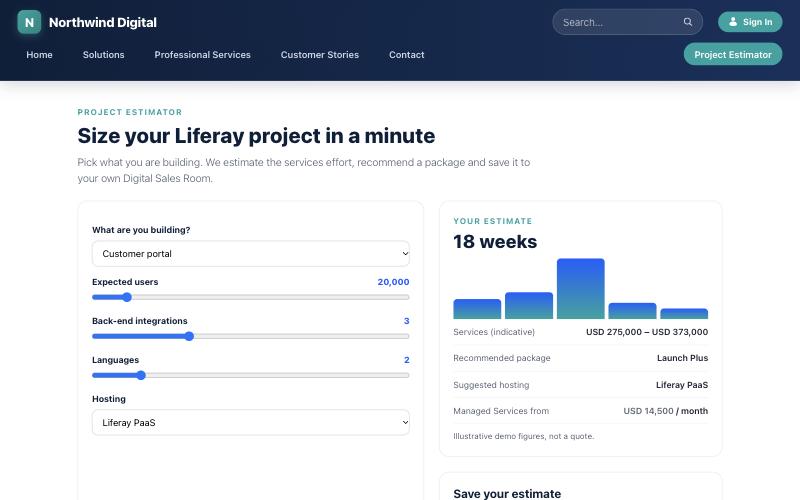 N Northwind Digital
Search...
Sign In
Home Solutions Professional Services Customer Stories Contact
Project Estimator
PROJECT ESTIMATOR
Size your Liferay project in a minute
Pick what you are building. We estimate the services effort, recommend a package and save it to
your own Digital Sales Room.
What are you building?
Customer portal
Expected users 20,000
Back-end integrations 3
Languages 2
Hosting
Liferay PaaS
YOUR ESTIMATE
18 weeks
Services (indicative) USD 275,000 – USD 373,000
Recommended package Launch Plus
Suggested hosting Liferay PaaS
Managed Services from USD 14,500 / month
Illustrative demo figures, not a quote.
Save your estimate